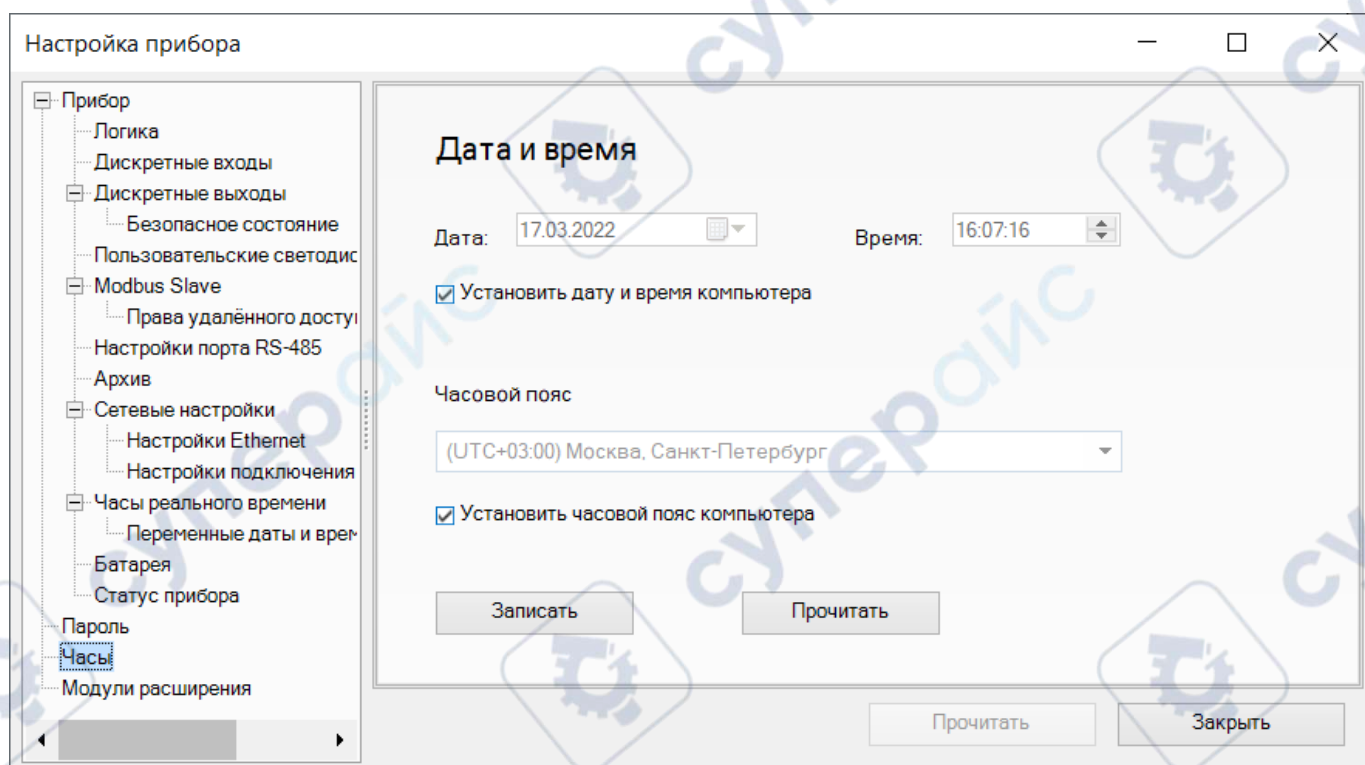 Настройка прибора
Прибор
Логика
Дискретные входы
Дискретные выходы
Безопасное состояние
Пользовательские светодис
Modbus Slave
Права удалённого досту
Настройки порта RS-485
Архив
Сетевые настройки
Настройки Ethernet
Настройки подключения
Часы реального времени
Переменные даты и врем
Батарея
Статус прибора
Пароль
Часы
Модули расширения
Дата и время
Дата: 17.03.2022 Время: 16:07:16
Установить дату и время компьютера
Часовой пояс
(UTC+03:00) Москва, Санкт-Петербург
Установить часовой пояс компьютера
Записать Прочитать
Прочитать Закрыть
суперайс